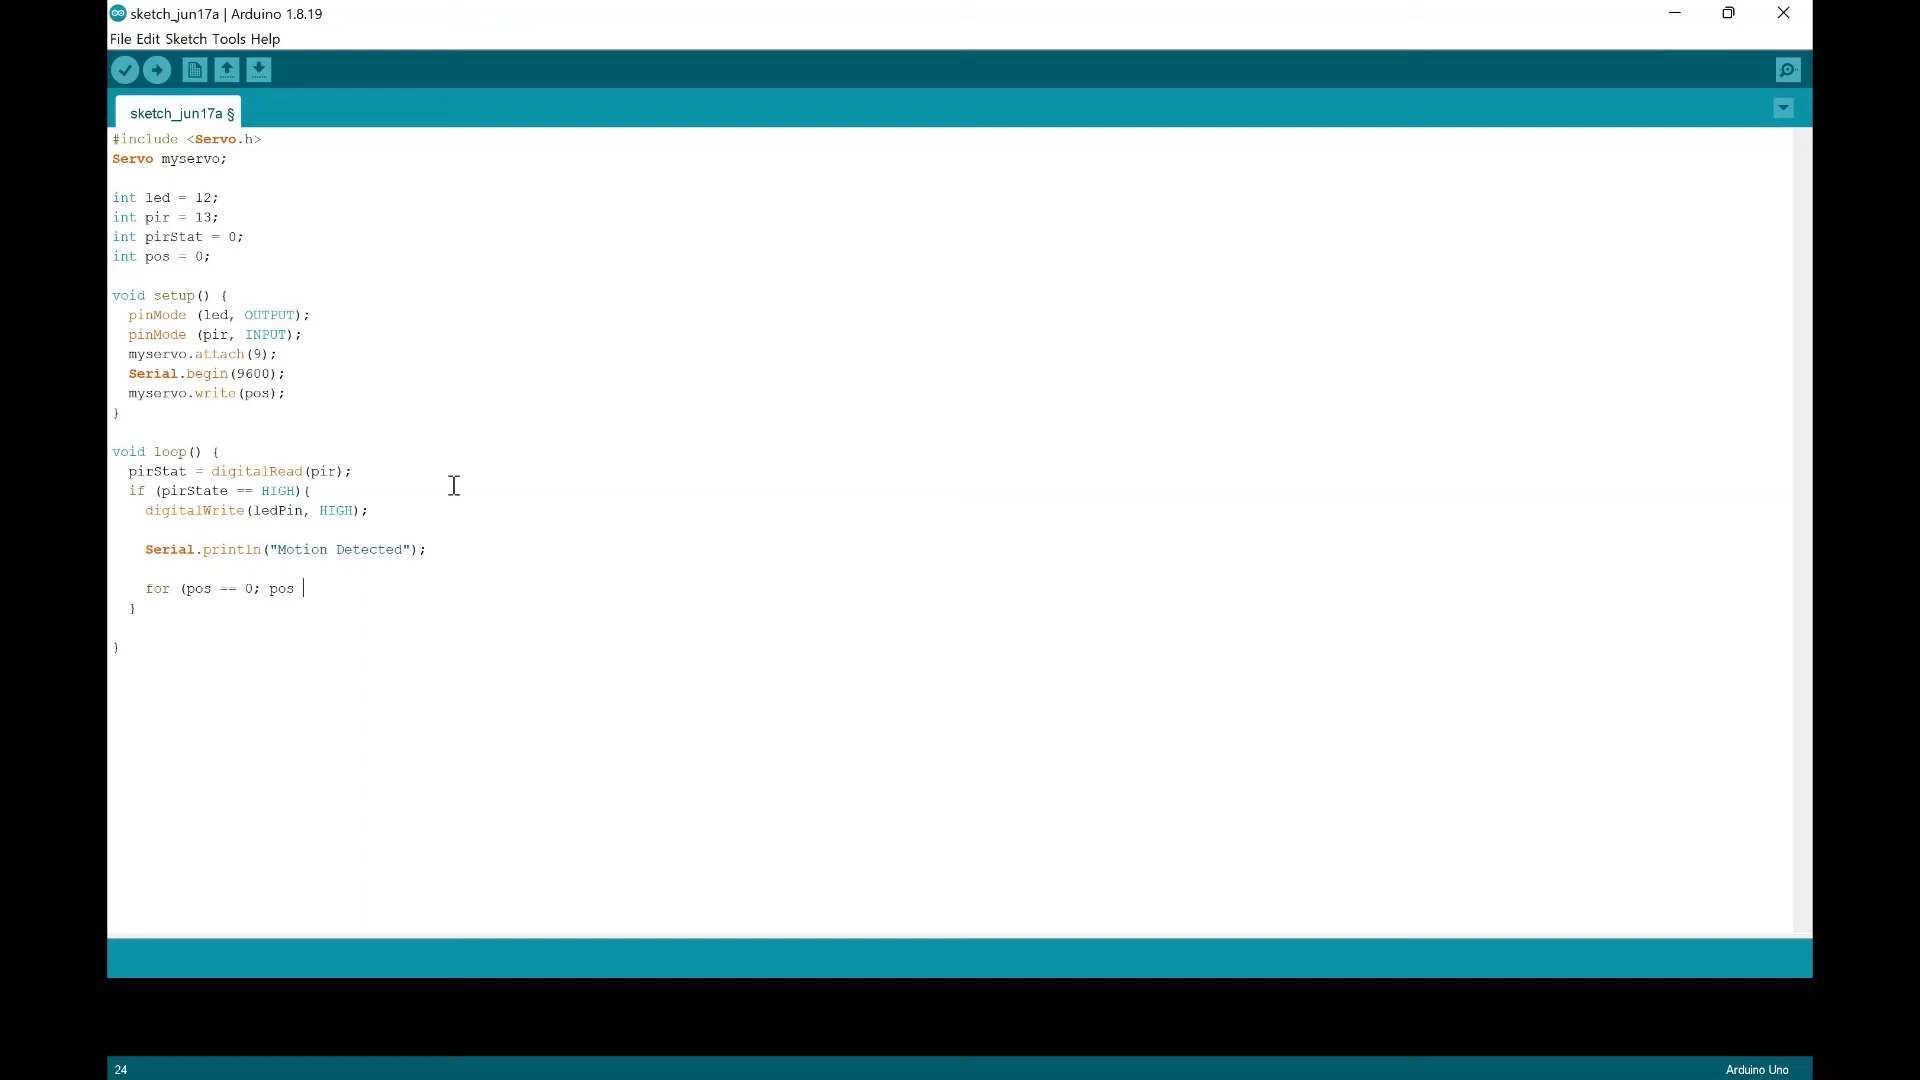 sketch_jun17a | Arduino 1.8.19
File Edit Sketch Tools Help
sketch_jun17a §
#include <Servo.h>
Servo myservo;
int led = 12;
int pir = 13;
int pirStat = 0;
int pos = 0;
void setup() {
pinMode (led, OUTPUT);
pinMode (pir, INPUT);
myservo.attach(9);
Serial.begin(9600);
myservo.write(pos);
}
void loop() {
pirStat = digitalRead(pir);
if (pirState == HIGH){
digitalWrite(ledPin, HIGH);
Serial.println("Motion Detected");
for (pos == 0; pos
}
}
24
Arduino Uno